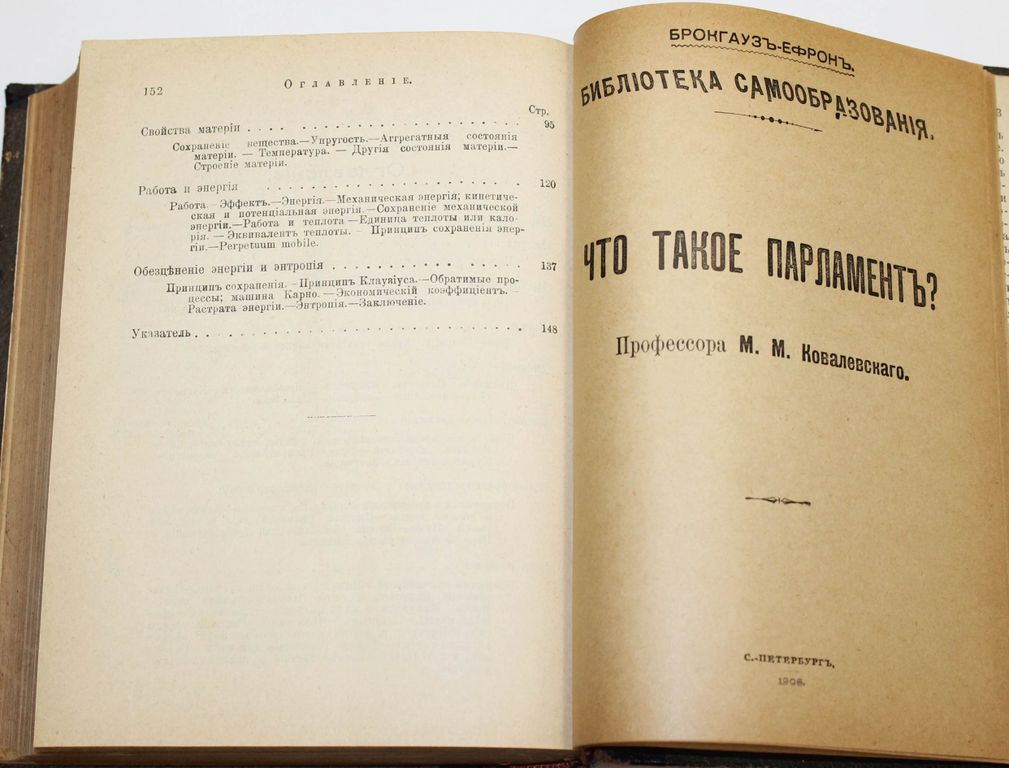 152
ОГЛАВЛЕНІЕ.
Стр.
Свойства матеріи . . . . . . . . . . . . . . . . . . . . 95
Сохраненіе вещества.—Упругость.—Аггрегатныя состоянія
матеріи. — Температура. — Другія состоянія матеріи.—
Строеніе матеріи.
Работа и энергія . . . . . . . . . . . . . . . . . . . . 120
Работа.—Эффектъ.—Энергія.—Механическая энергія; кинетиче-
ская и потенціальная энергія.—Сохраненіе механической
энергіи.—Работа и теплота.—Единица теплоты или кало-
рія. — Эквивалентъ теплоты. — Принципъ сохраненія энер-
гіи.—Perpetuum mobile.
Обезцѣненіе энергіи и энтропія . . . . . . . . . . . . . . 137
Принципъ сохраненія.—Принципъ Клаузіуса.—Обратимые про-
цессы; машина Карно.—Экономическій коэффиціентъ.—
Растрата энергіи.—Энтропія.—Заключеніе.
Указатель . . . . . . . . . . . . . . . . . . . . . . . 148
БРОКГАУЗЪ-ЕФРОНЪ.
БИБЛІОТЕКА САМООБРАЗОВАНІЯ.
ЧТО ТАКОЕ ПАРЛАМЕНТЪ?
Профессора М. М. Ковалевскаго.
С.-ПЕТЕРБУРГЪ,
1906.